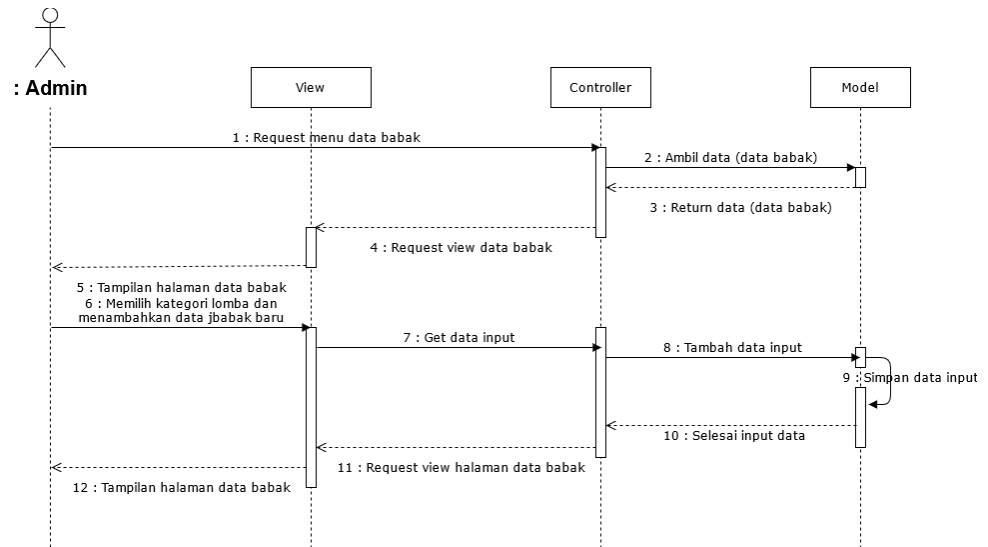 : Admin
View
Controller
Model
1 : Request menu data babak
2 : Ambil data (data babak)
3 : Return data (data babak)
4 : Request view data babak
5 : Tampilan halaman data babak
6 : Memilih kategori lomba dan
menambahkan data jbabak baru
7 : Get data input
8 : Tambah data input
9 : Simpan data input
10 : Selesai input data
11 : Request view halaman data babak
12 : Tampilan halaman data babak